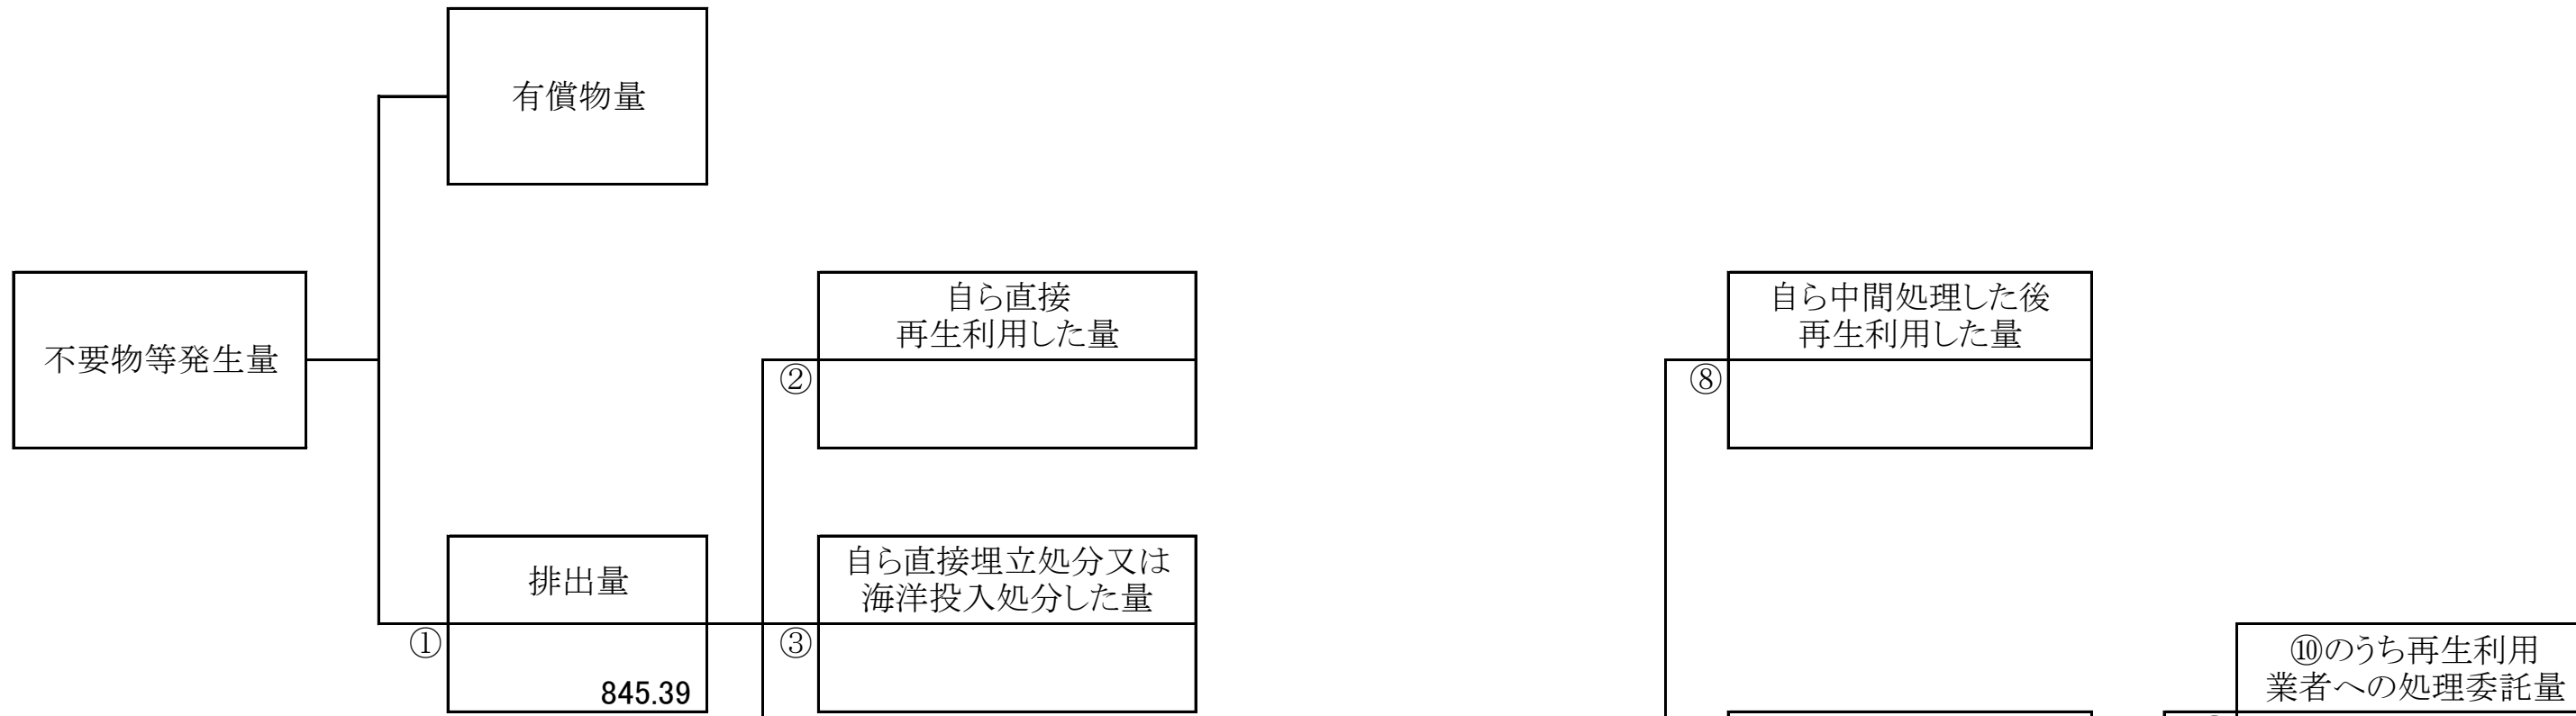 有償物量
不要物等発生量
自ら直接
再生利用した量
②
自ら中間処理した後
再生利用した量
⑧
排出量
①
845.39
自ら直接埋立処分又は
海洋投入処分した量
③
⑩のうち再生利用
業者への処理委託量